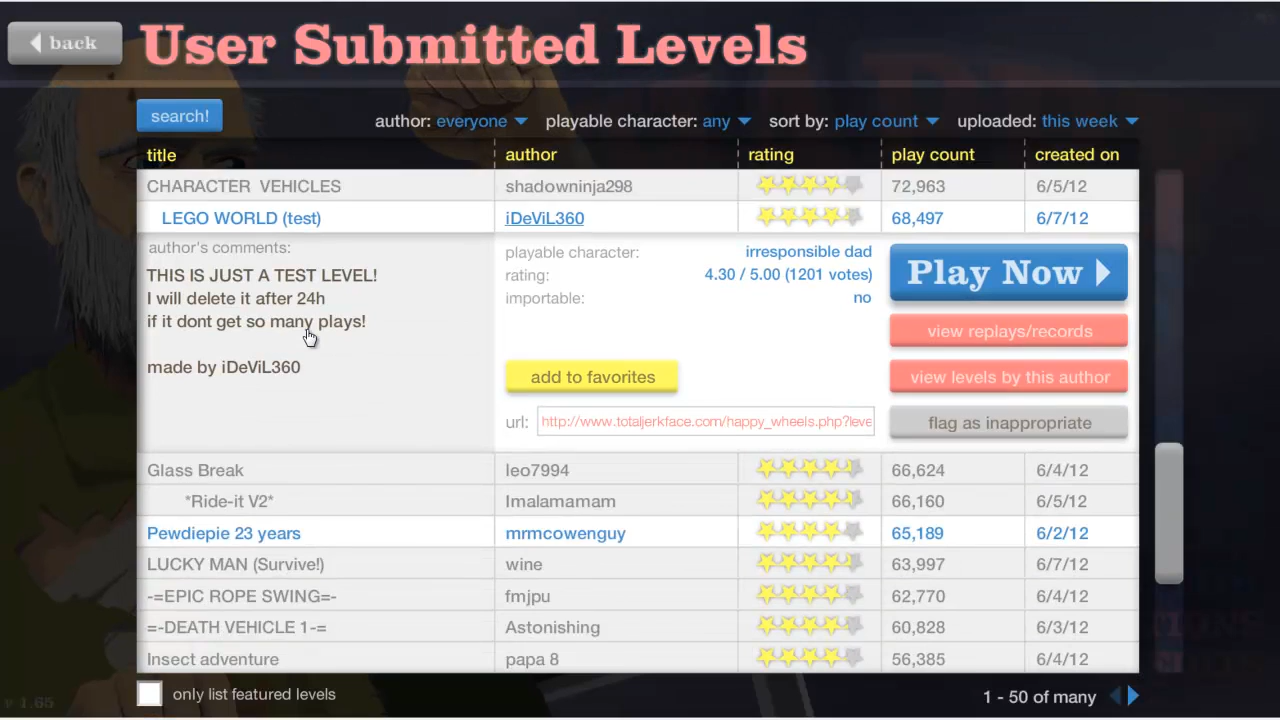 back
User Submitted Levels
search!
author: everyone playable character: any sort by: play count uploaded: this week
title author rating play count created on
CHARACTER VEHICLES shadowninja298 72,963 6/5/12
LEGO WORLD (test) iDeViL360 68,497 6/7/12
author's comments:
THIS IS JUST A TEST LEVEL!
I will delete it after 24h
if it dont get so many plays!
made by iDeViL360
playable character: irresponsible dad
rating: 4.30 / 5.00 (1201 votes)
importable: no
add to favorites
url: http://www.totaljerkface.com/happy_wheels.php?leve
Play Now
view replays/records
view levels by this author
flag as inappropriate
Glass Break leo7994 66,624 6/4/12
*Ride-it V2* Imalamamam 66,160 6/5/12
Pewdiepie 23 years mrmcowenguy 65,189 6/2/12
LUCKY MAN (Survive!) wine 63,997 6/7/12
-=EPIC ROPE SWING=- fmjpu 62,770 6/4/12
=-DEATH VEHICLE 1-= Astonishing 60,828 6/3/12
Insect adventure papa 8 56,385 6/4/12
only list featured levels
1 - 50 of many
v 1.65